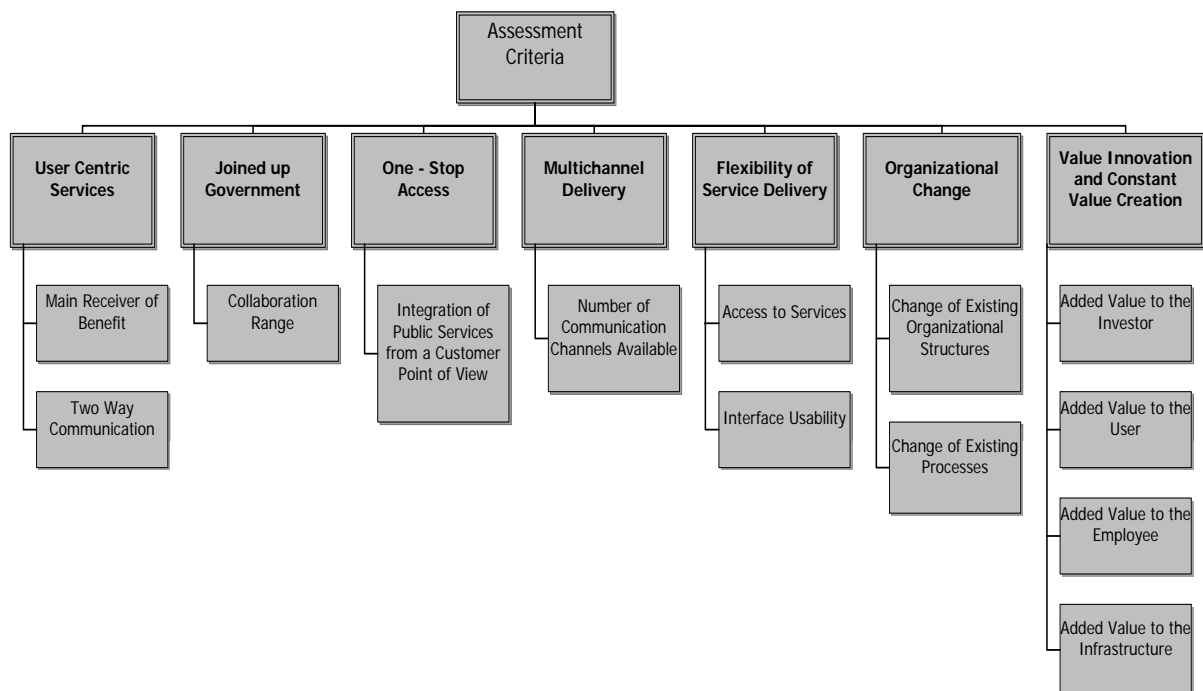 Assessment
Criteria
User Centric
Services
Joined up
Government
One - Stop
Access
Multichannel
Delivery
Flexibility of
Service Delivery
Organizational
Change
Value Innovation
and Constant
Value Creation
Main Receiver of
Benefit
Two Way
Communication
Collaboration
Range
Integration of
Public Services
from a Customer
Point of View
Number of
Communication
Channels Available
Access to Services
Interface Usability
Change of Existing
Organizational
Structures
Change of Existing
Processes
Added Value to the
Investor
Added Value to the
User
Added Value to the
Employee
Added Value to the
Infrastructure